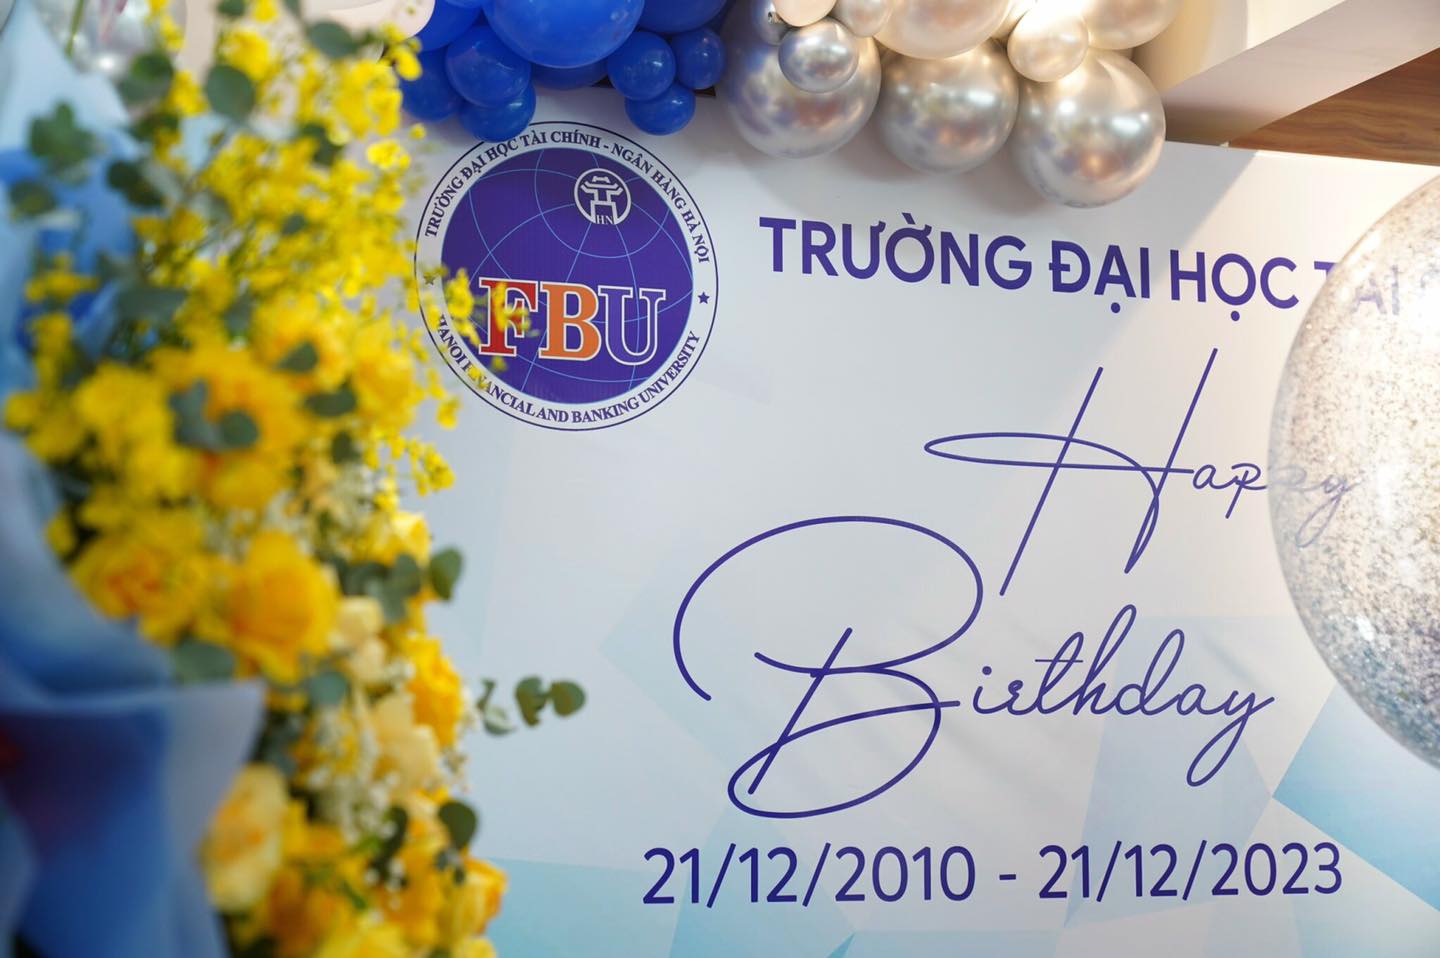 TRƯỜNG ĐẠI HỌC TÀI CHÍNH - NGÂN HÀNG HÀ NỘI
HN
FBU
HANOI FINANCIAL AND BANKING UNIVERSITY
TRƯỜNG ĐẠI HỌC
Happy
Birthday
21/12/2010 - 21/12/2023